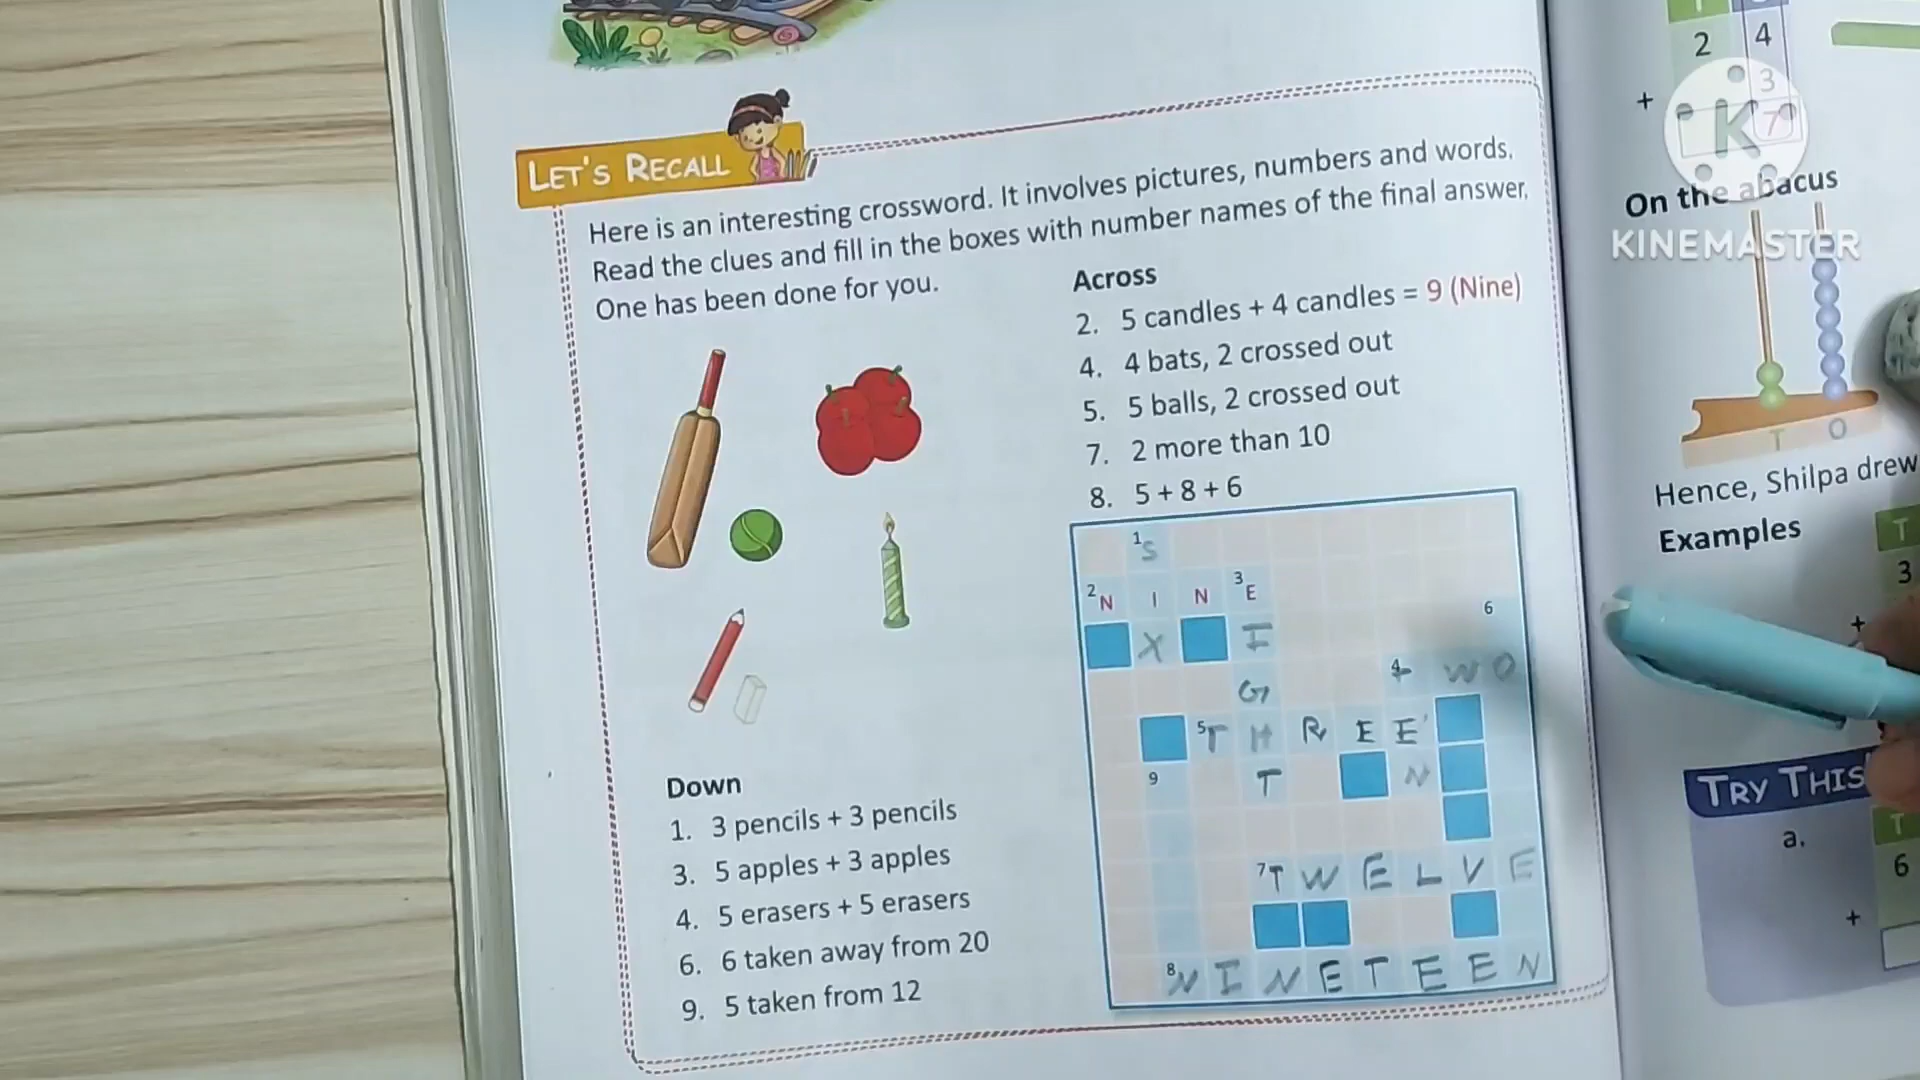 LET'S RECALL
Here is an interesting crossword. It involves pictures, numbers and words.
Read the clues and fill in the boxes with number names of the final answer.
One has been done for you.
Across
2. 5 candles + 4 candles = 9 (Nine)
4. 4 bats, 2 crossed out
5. 5 balls, 2 crossed out
7. 2 more than 10
8. 5 + 8 + 6
Down
1. 3 pencils + 3 pencils
3. 5 apples + 3 apples
4. 5 erasers + 5 erasers
6. 6 taken away from 20
9. 5 taken from 12
1 S
2 N I N 3 E
6
X I
4 W O
G
5 T H R E E
9 T N
7 T W E L V E
8 N I N E T E E N
2 4
+ 3
7
K
KINEMASTER
On the abacus
T O
Hence, Shilpa drew
Examples
T
3
+
TRY THIS
a.
T
6
+